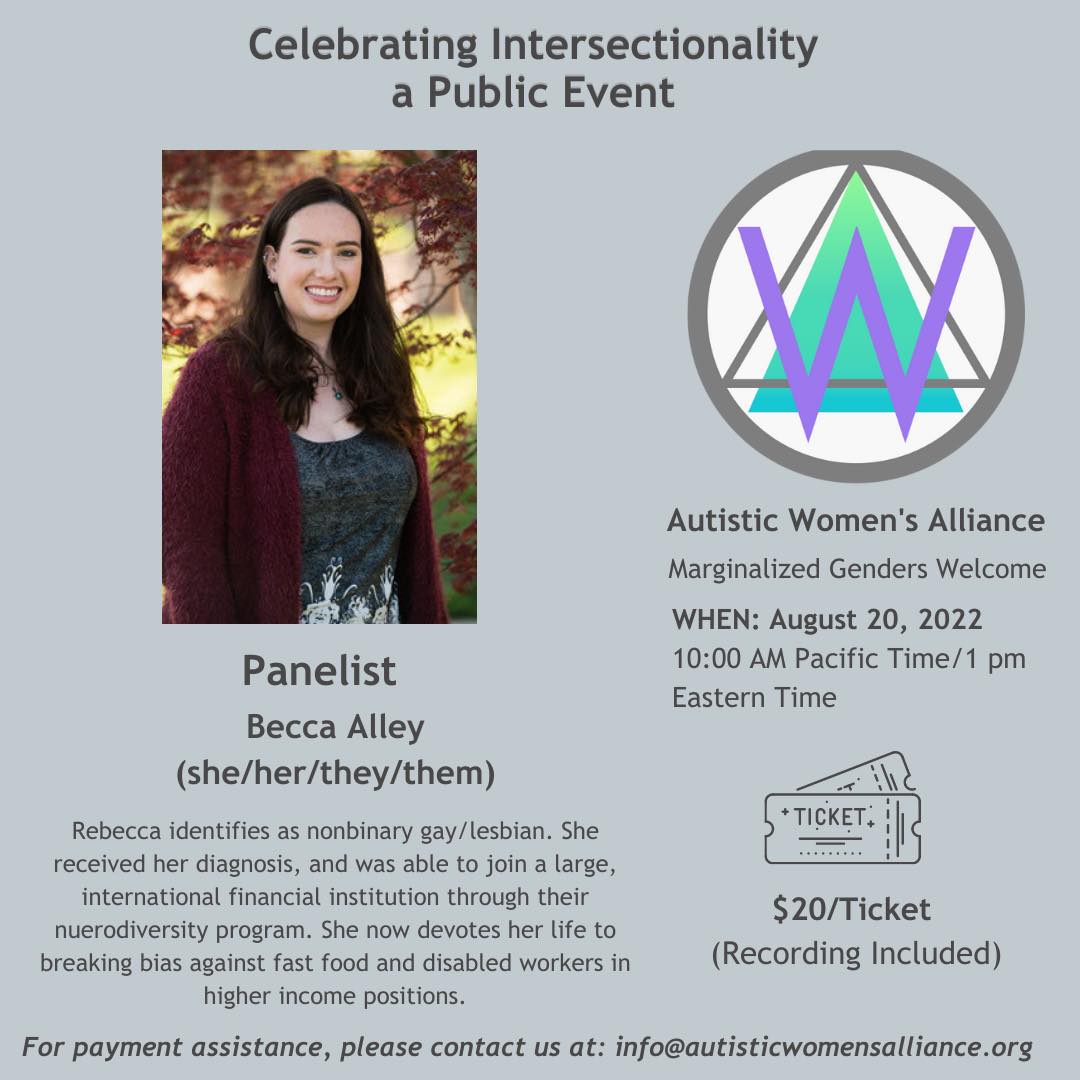 Celebrating Intersectionality
a Public Event
W
Autistic Women's Alliance
Marginalized Genders Welcome
WHEN: August 20, 2022
10:00 AM Pacific Time/1 pm
Eastern Time
Panelist
Becca Alley
(she/her/they/them)
Rebecca identifies as nonbinary gay/lesbian. She
received her diagnosis, and was able to join a large,
international financial institution through their
nuerodiversity program. She now devotes her life to
breaking bias against fast food and disabled workers in
higher income positions.
TICKET
$20/Ticket
(Recording Included)
For payment assistance, please contact us at: info@autisticwomensalliance.org